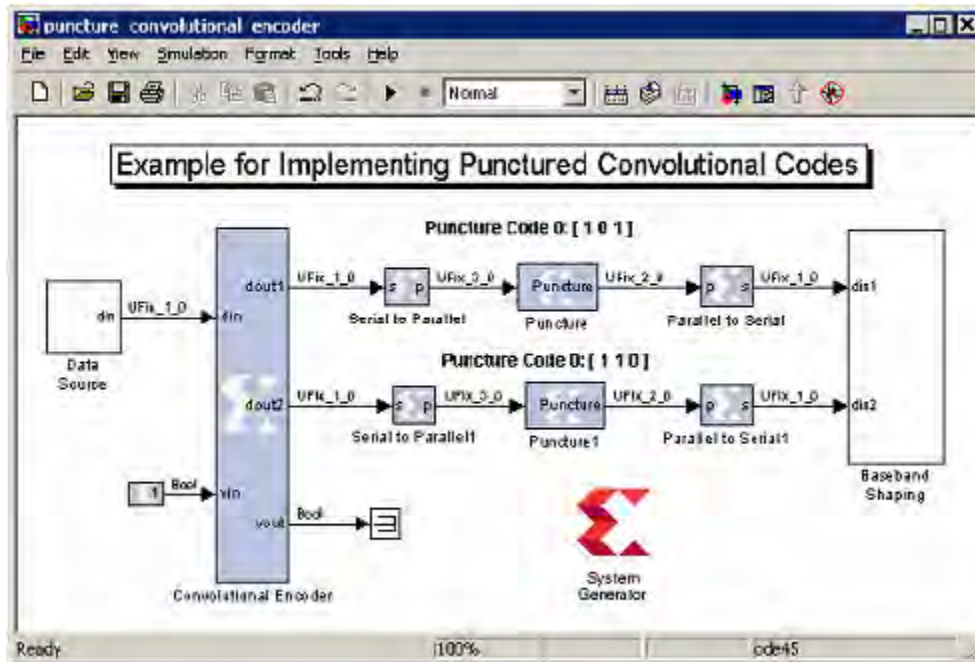 puncture convolutional encoder
File Edit View Simulation Format Tools Help
Normal
Example for Implementing Punctured Convolutional Codes
Puncture Code 0: [ 1 0 1 ]
dout1 UFix_1_0 s p UFix_3_0 Puncture UFix_2_0 p s UFix_1_0 dis1
din UFix_1_0 din
Serial to Parallel Puncture Parallel to Serial
Data Source
Puncture Code 0: [ 1 1 0 ]
dout2 UFix_1_0 s p UFix_3_0 Puncture UFix_2_0 p s UFix_1_0 dis2
Serial to Parallel1 Puncture1 Parallel to Serial1
Baseband Shaping
1 Bool vin
vout Bool
System Generator
Convolutional Encoder
Ready 100% ode45